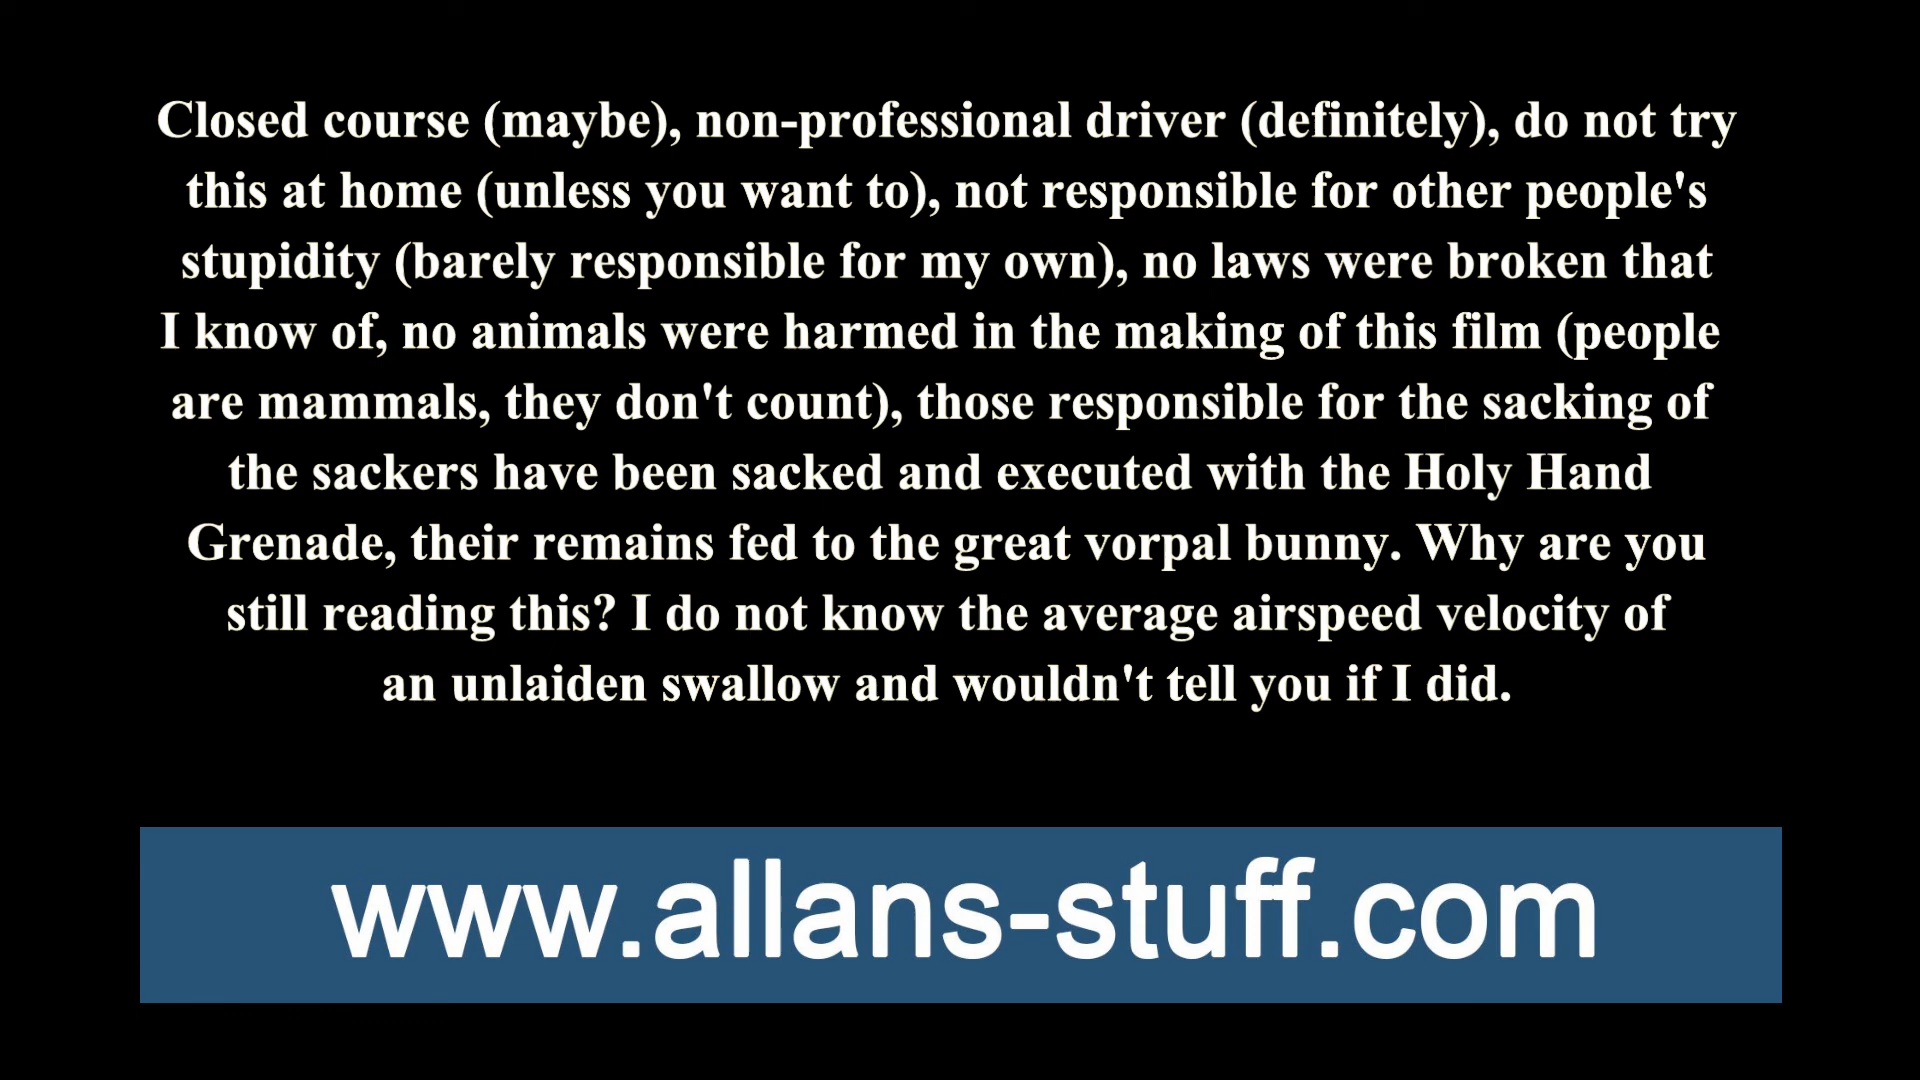 Closed course (maybe), non-professional driver (definitely), do not try
this at home (unless you want to), not responsible for other people's
stupidity (barely responsible for my own), no laws were broken that
I know of, no animals were harmed in the making of this film (people
are mammals, they don't count), those responsible for the sacking of
the sackers have been sacked and executed with the Holy Hand
Grenade, their remains fed to the great vorpal bunny. Why are you
still reading this? I do not know the average airspeed velocity of
an unlaiden swallow and wouldn't tell you if I did.
www.allans-stuff.com